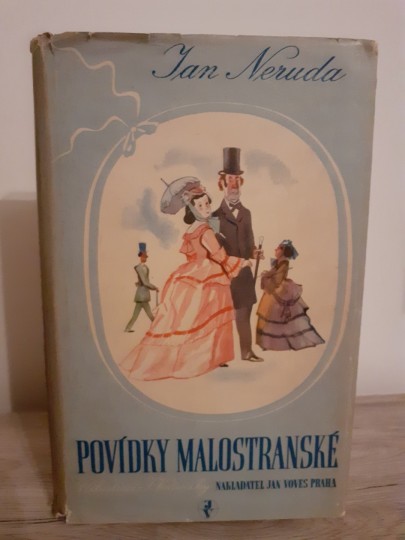 Jan Neruda
POVÍDKY MALOSTRANSKÉ
NAKLADATEL JAN VOVES PRAHA